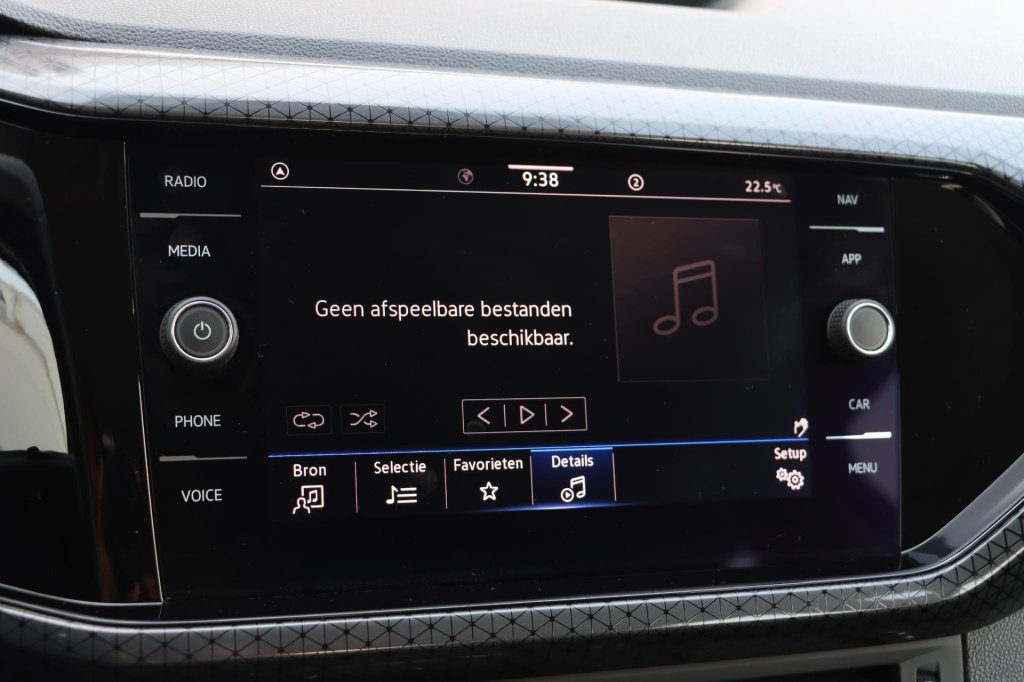 RADIO
MEDIA
PHONE
VOICE
9:38
2
22.5°C
Geen afspeelbare bestanden
beschikbaar.
Bron
Selectie
Favorieten
Details
Setup
NAV
APP
CAR
MENU